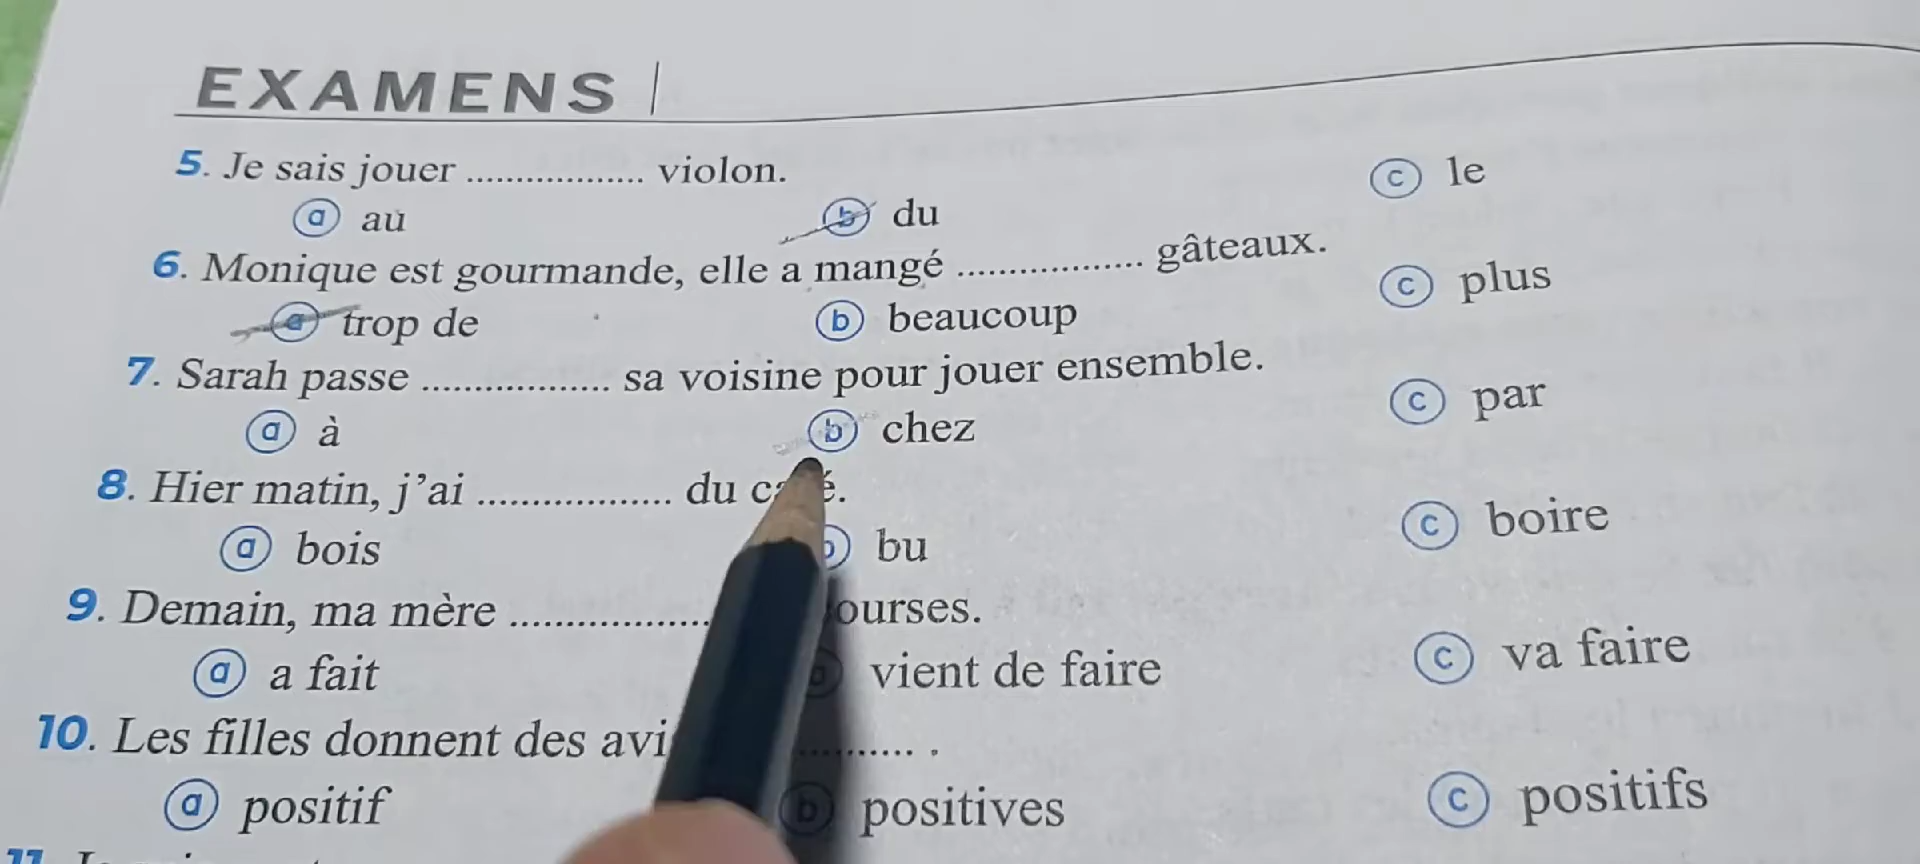 EXAMENS
5. Je sais jouer .................. violon.
a au b du c le
6. Monique est gourmande, elle a mangé .................. gâteaux.
a trop de b beaucoup c plus
7. Sarah passe .................. sa voisine pour jouer ensemble.
a à b chez c par
8. Hier matin, j'ai .................. du
a bois b bu c boire
9. Demain, ma mère .................. ourses.
a a fait b vient de faire c va faire
10. Les filles donnent des avi ............ .
a positif b positives c positifs
11.